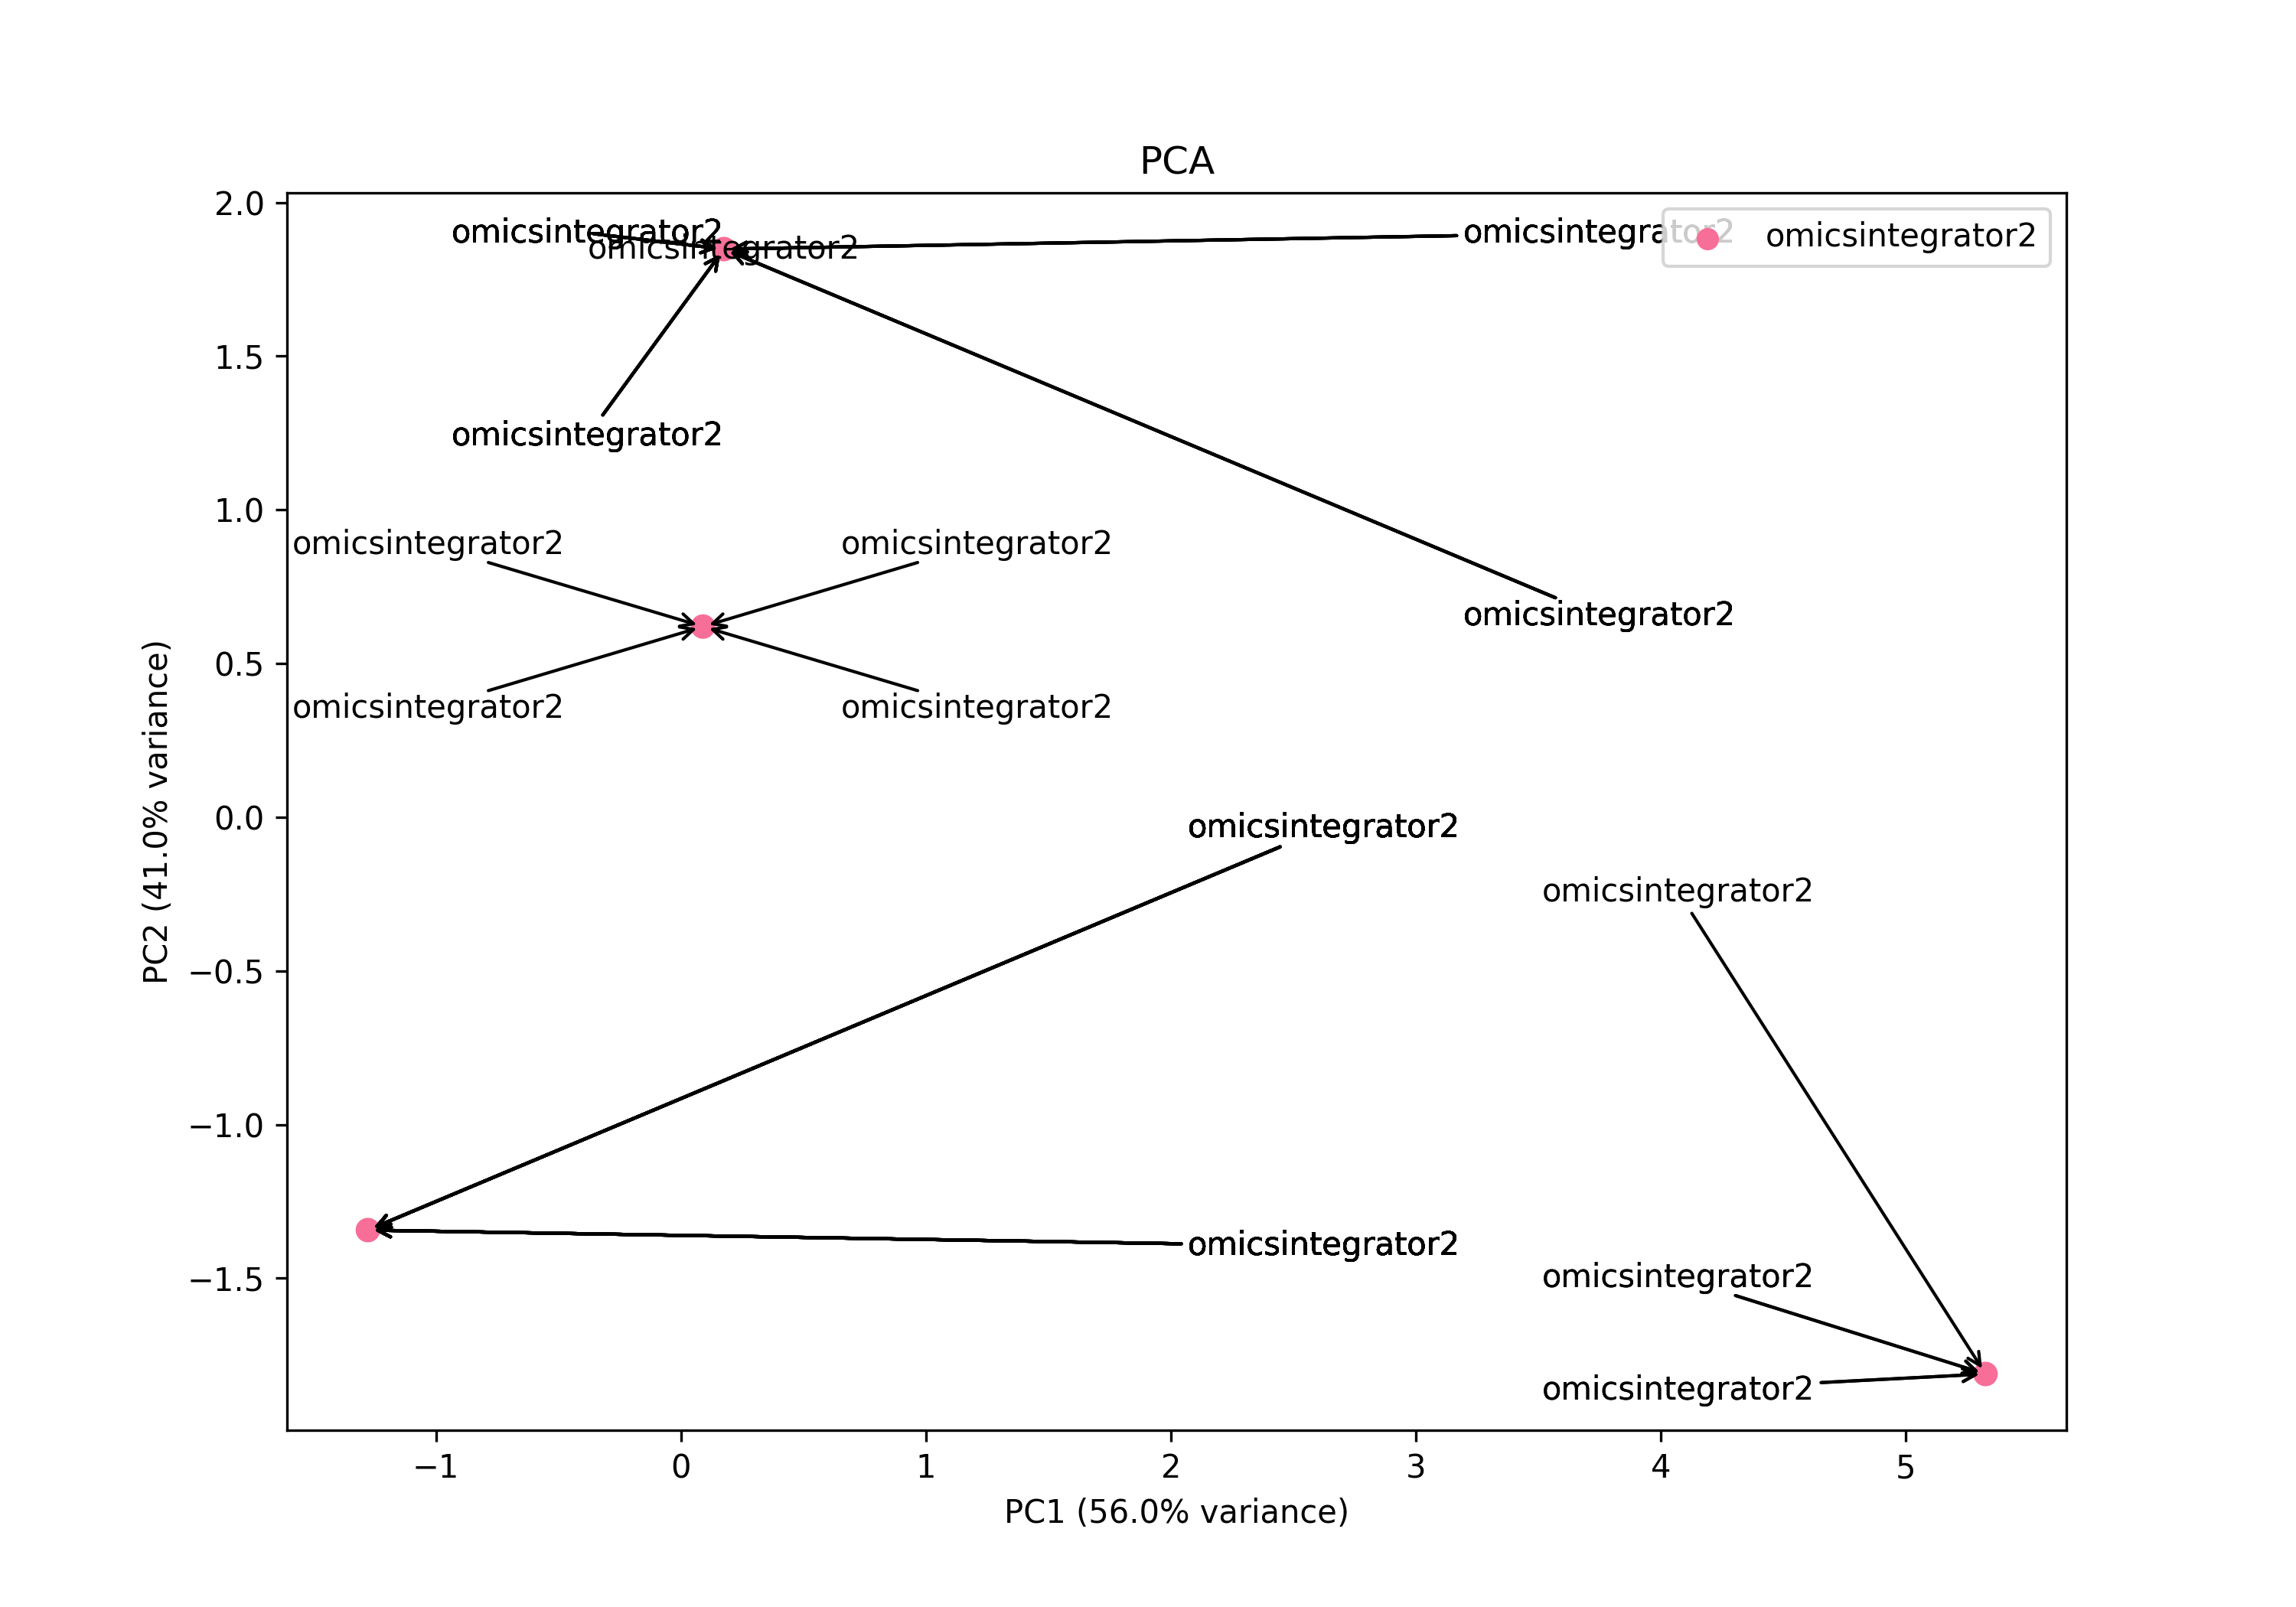 PCA
2.0
omicsintegrator2
omicsintegrator2
omicsintegrator2
omicsintegrator2
1.5
omicsintegrator2
1.0
omicsintegrator2
omicsintegrator2
omicsintegrator2
0.5
omicsintegrator2
omicsintegrator2
PC2 (41.0% variance)
0.0
omicsintegrator2
omicsintegrator2
−0.5
−1.0
omicsintegrator2
−1.5
omicsintegrator2
omicsintegrator2
−1 0 1 2 3 4 5
PC1 (56.0% variance)